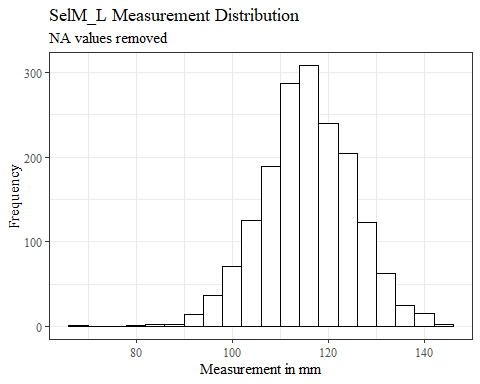 SelM_L Measurement Distribution
NA values removed
Frequency
300
200
100
0
80 100 120 140
Measurement in mm